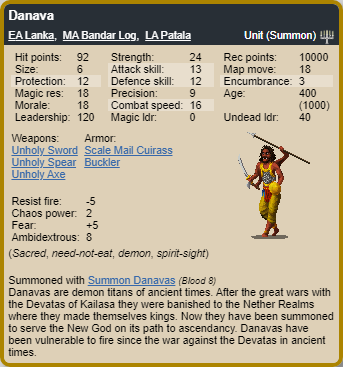 Danava
EA Lanka, MA Bandar Log, LA Patala Unit (Summon)
Hit points: 92 Strength: 24 Rec points: 10000
Size: 6 Attack skill: 13 Map move: 18
Protection: 12 Defence skill: 12 Encumbrance: 3
Magic res: 18 Precision: 9 Age: 400
Morale: 18 Combat speed: 16 (1000)
Leadership: 120 Magic ldr: 0 Undead ldr: 40
Weapons: Armor:
Unholy Sword Scale Mail Cuirass
Unholy Spear Buckler
Unholy Axe
Resist fire: -5
Chaos power: 2
Fear: +5
Ambidextrous: 8
(Sacred, need-not-eat, demon, spirit-sight)
Summoned with Summon Danavas (Blood 8)
Danavas are demon titans of ancient times. After the great wars with
the Devatas of Kailasa they were banished to the Nether Realms
where they made themselves kings. Now they have been summoned
to serve the New God on its path to ascendancy. Danavas have
been vulnerable to fire since the war against the Devatas in ancient
times.